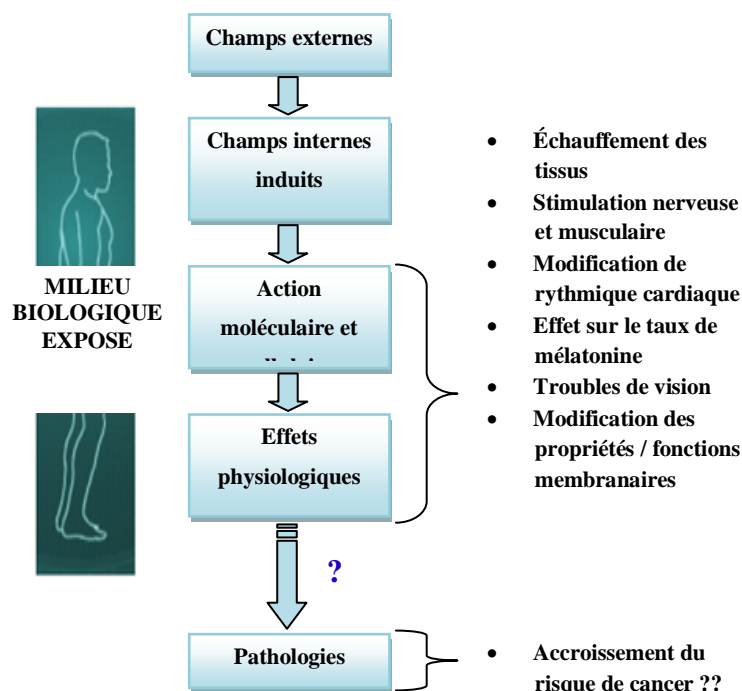 Champs externes
Champs internes
induits
MILIEU
BIOLOGIQUE
EXPOSE
Action
moléculaire et
Effets
physiologiques
• Échauffement des
tissus
• Stimulation nerveuse
et musculaire
• Modification de
rythmique cardiaque
• Effet sur le taux de
mélatonine
• Troubles de vision
• Modification des
propriétés / fonctions
membranaires
?
Pathologies
• Accroissement du
risque de cancer ??